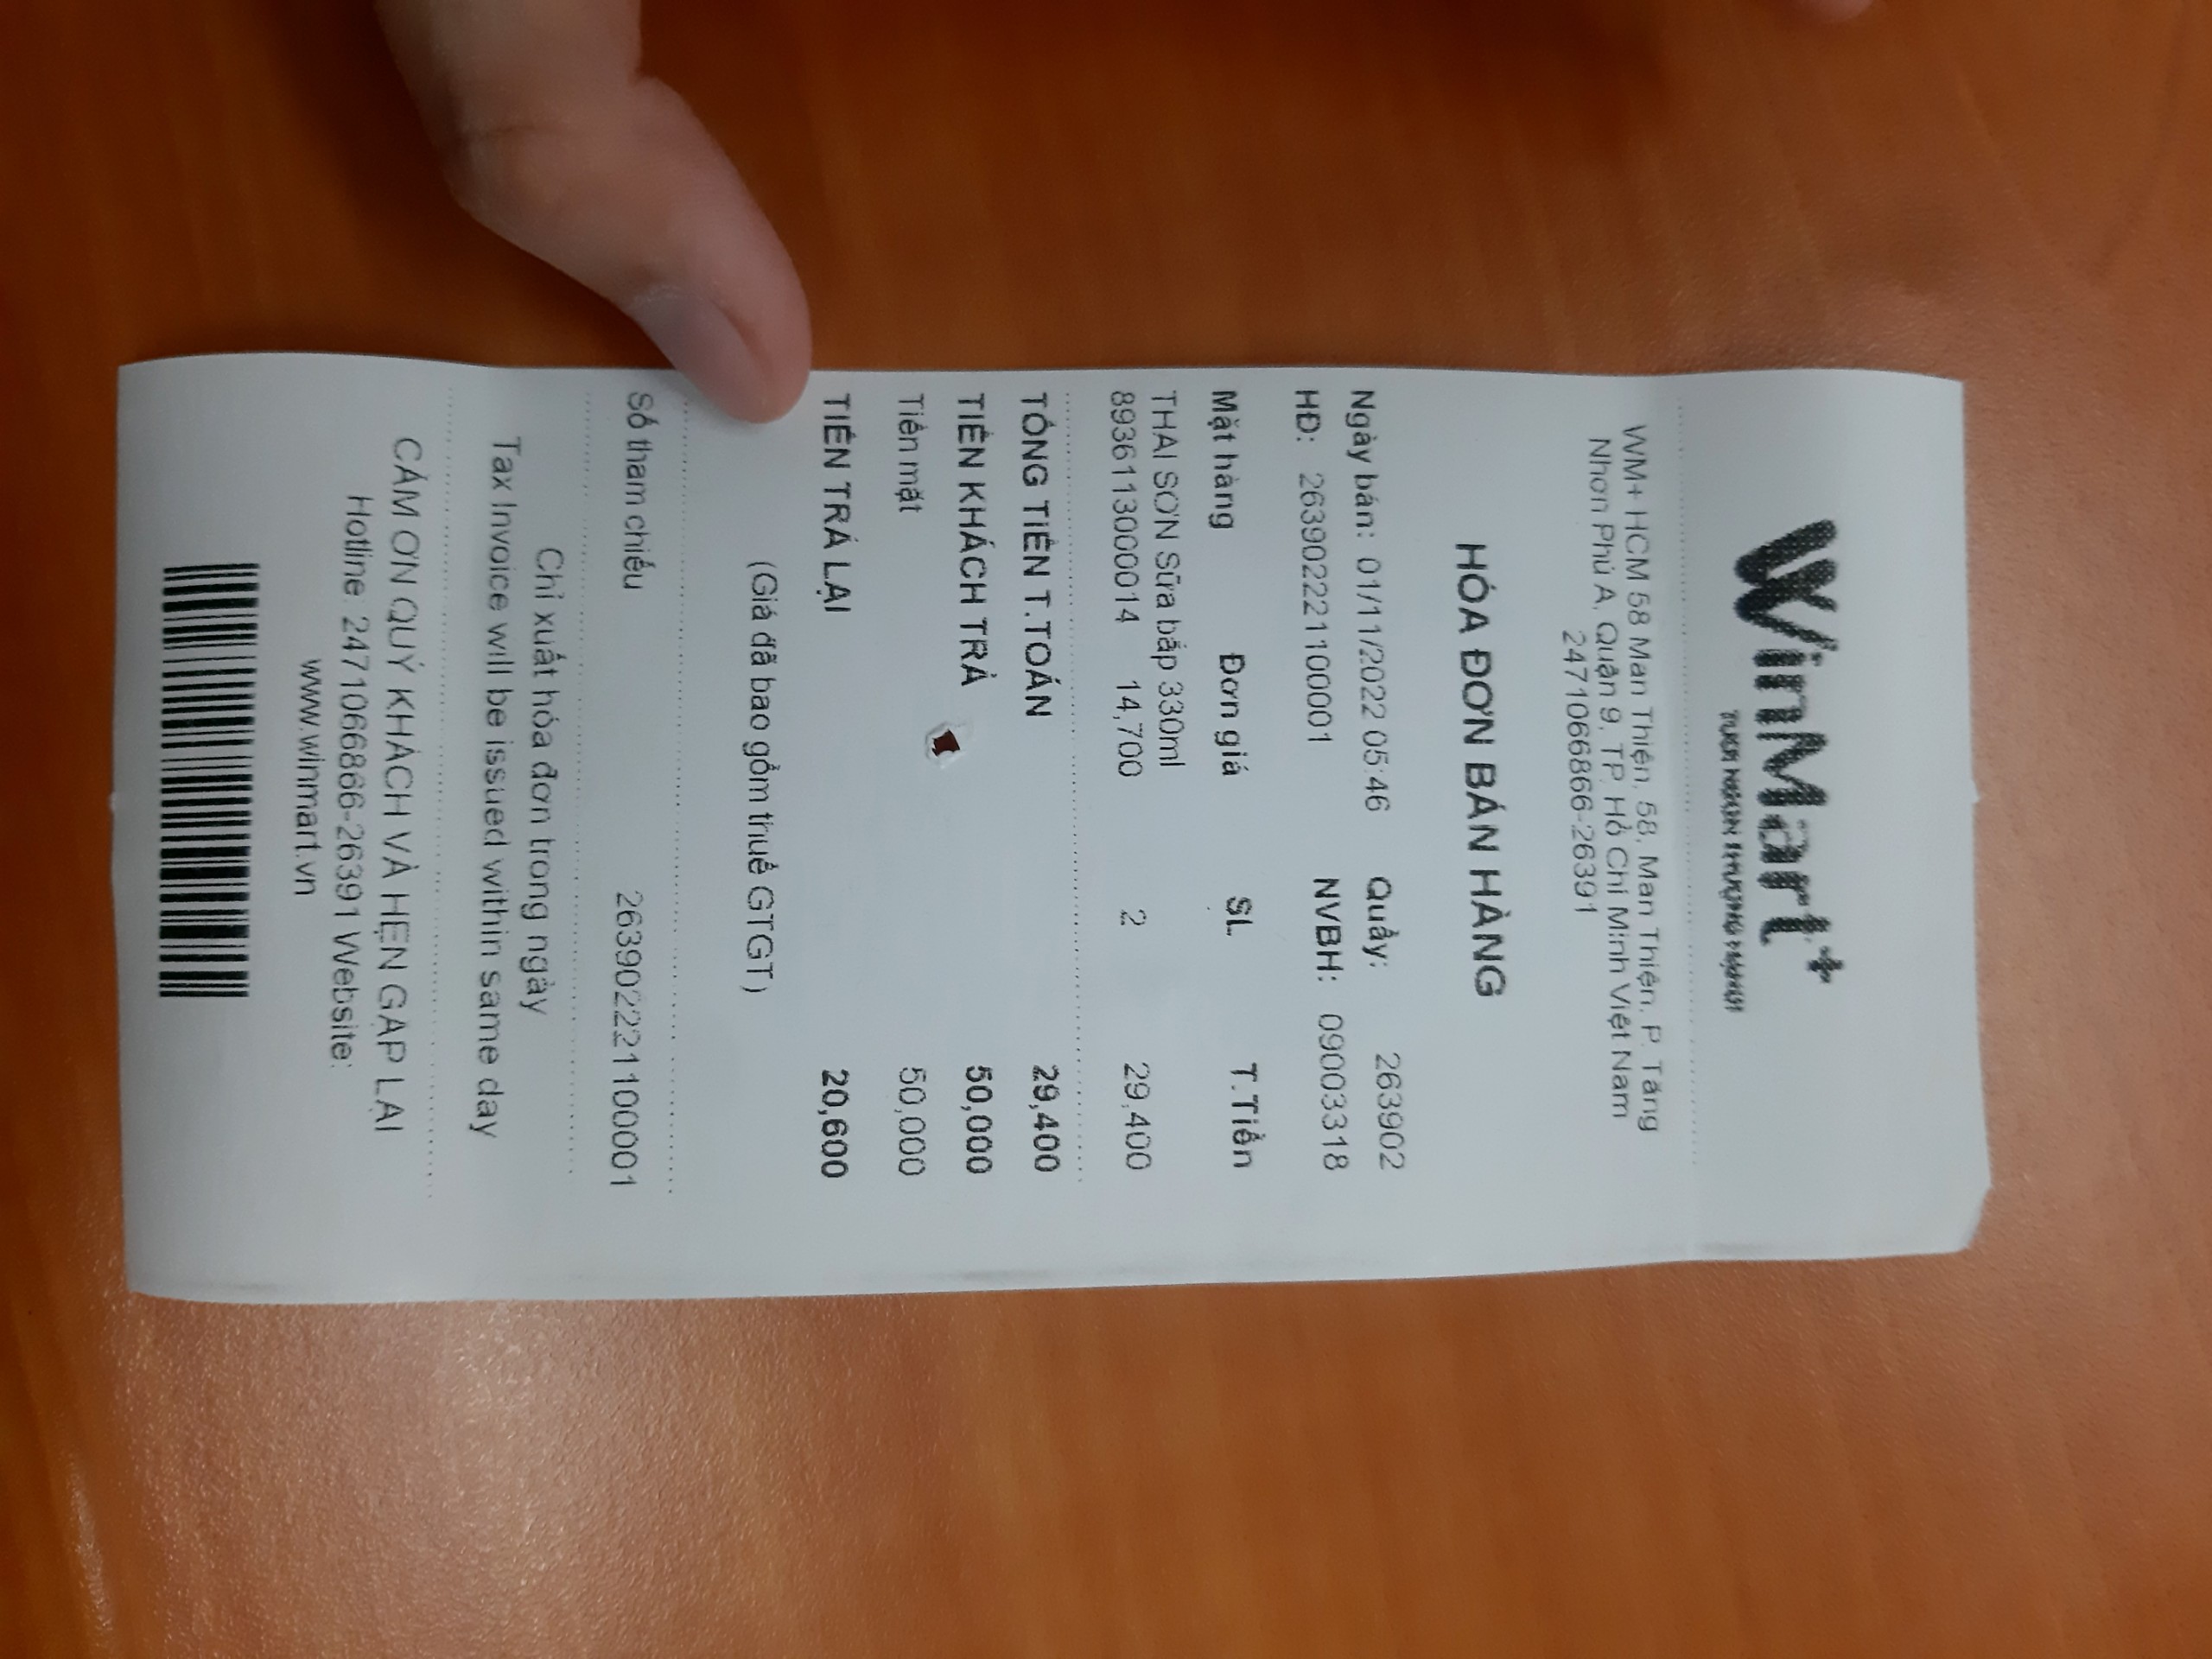 WinMart+
WM+ HCM 58 Man Thiện, 58, Man Thiện, P. Tăng
Nhơn Phú A, Quận 9, TP. Hồ Chí Minh Việt Nam
2471066866-26391
HÓA ĐƠN BÁN HÀNG
Ngày bán: 01/11/2022 05:46 Quầy: 263902
HĐ: 263902221100001 NVBH: 09003318
Mặt hàng Đơn giá SL T.Tiền
THAI SƠN Sữa bắp 330ml
8936113000014 14,700 2 29,400
TỔNG TIỀN T.TOÁN 29,400
TIỀN KHÁCH TRẢ 50,000
Tiền mặt 50,000
TIỀN TRẢ LẠI 20,600
(Giá đã bao gồm thuế GTGT)
Số tham chiếu 263902221100001
Chỉ xuất hóa đơn trong ngày
Tax Invoice will be issued within same day
CẢM ƠN QUÝ KHÁCH VÀ HẸN GẶP LẠI
Hotline: 2471066866-26391 Website:
www.winmart.vn